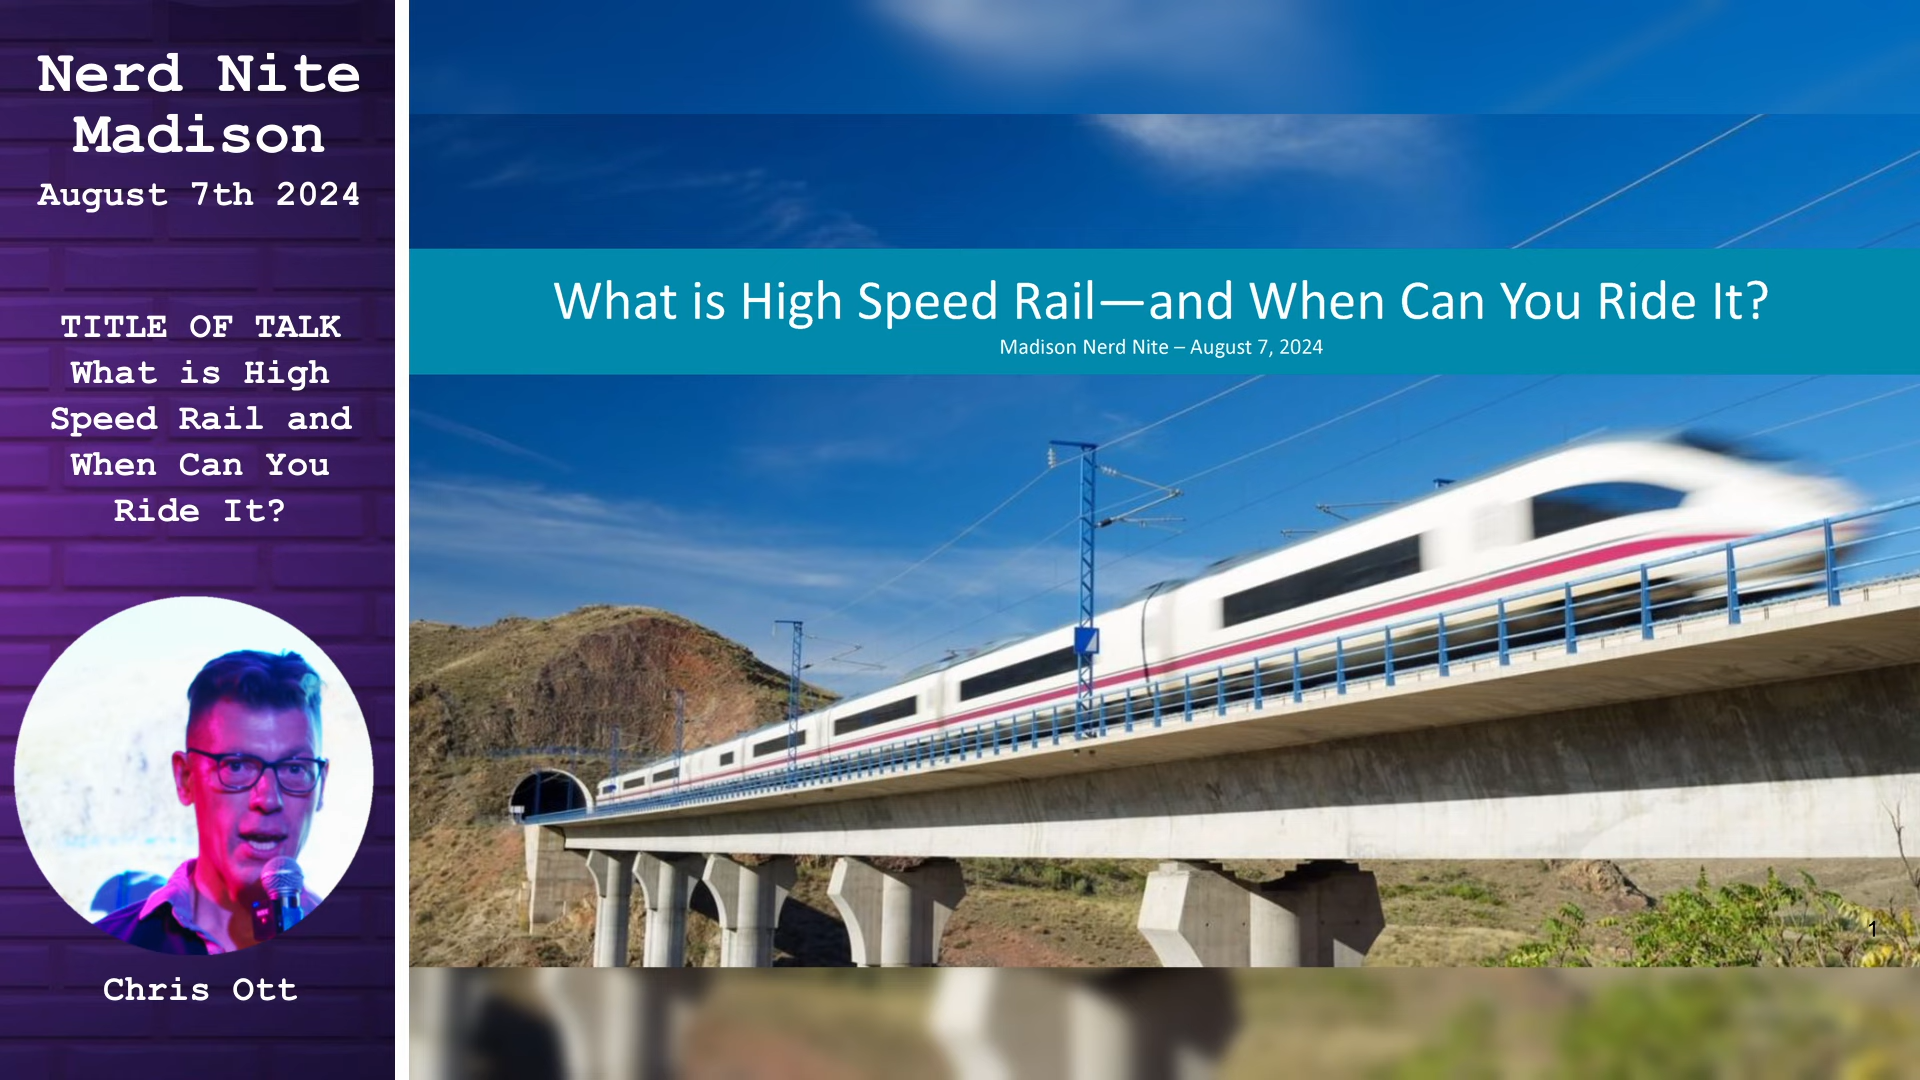 Nerd Nite
Madison
August 7th 2024
TITLE OF TALK
What is High
Speed Rail and
When Can You
Ride It?
Chris Ott
What is High Speed Rail—and When Can You Ride It?
Madison Nerd Nite – August 7, 2024
1